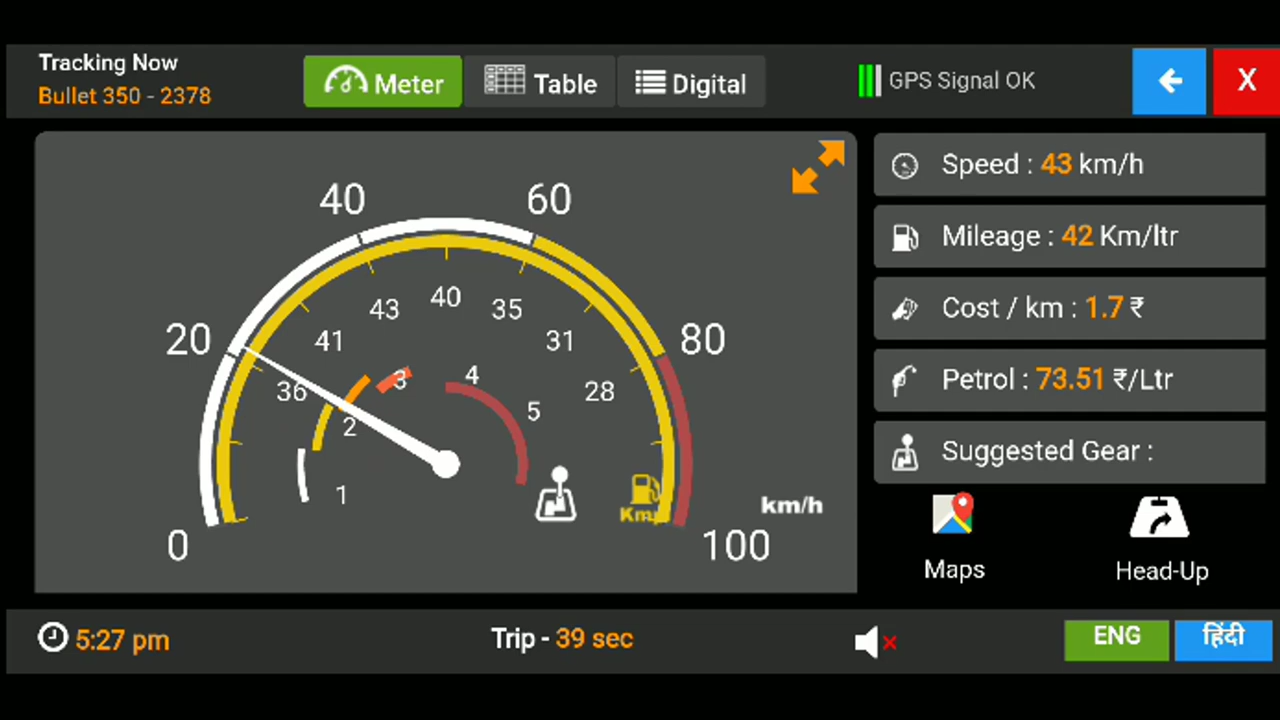 Tracking Now
Bullet 350 - 2378
Meter
Table
Digital
GPS Signal OK
X
40
60
20
80
0
100
36
41
43
40
35
31
28
1
2
3
4
5
km/h
Speed : 43 km/h
Mileage : 42 Km/ltr
Cost / km : 1.7 ₹
Petrol : 73.51 ₹/Ltr
Suggested Gear :
Maps
Head-Up
5:27 pm
Trip - 39 sec
ENG
हिंदी